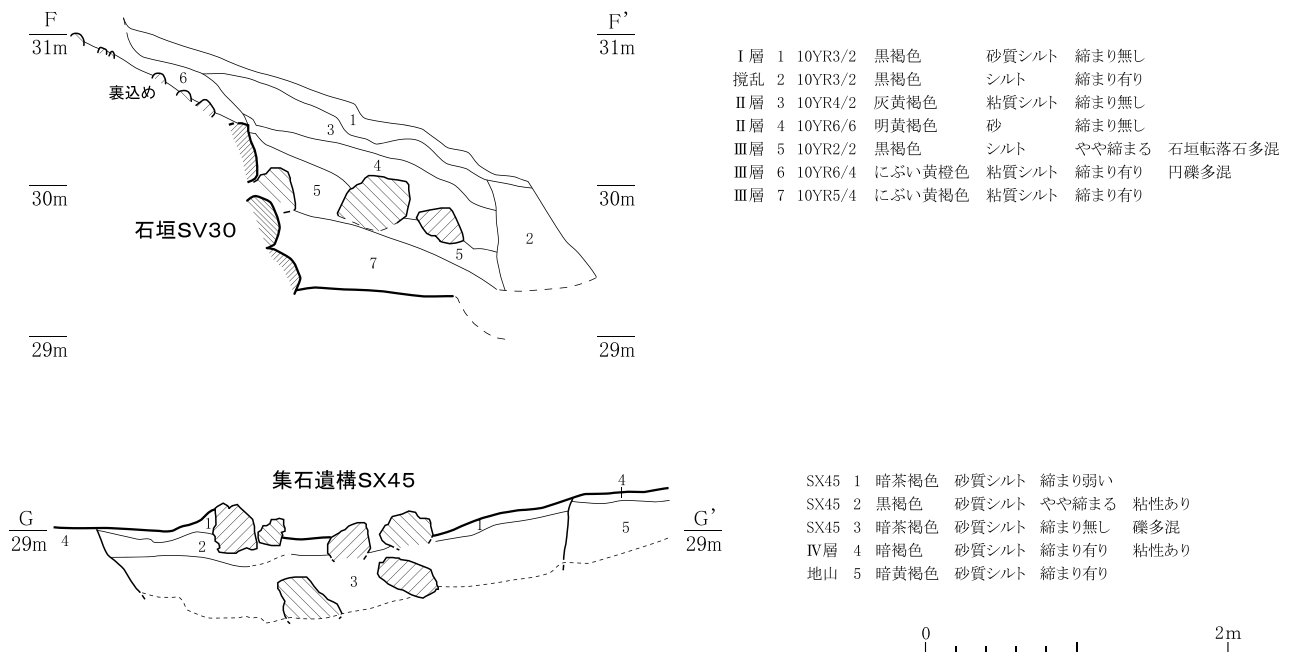 F F’
31m 31m
6
裏込め
1
3
4
30m 30m
5
石垣SV30
2
5
7
29m 29m
Ⅰ層 1 10YR3/2 黒褐色 砂質シルト 締まり無し
撹乱 2 10YR3/2 黒褐色 シルト 締まり有り
Ⅱ層 3 10YR4/2 灰黄褐色 粘質シルト 締まり無し
Ⅱ層 4 10YR6/6 明黄褐色 砂 締まり無し
Ⅲ層 5 10YR2/2 黒褐色 シルト やや締まる 石垣転落石多混
Ⅲ層 6 10YR6/4 にぶい黄橙色 粘質シルト 締まり有り 円礫多混
Ⅲ層 7 10YR5/4 にぶい黄褐色 粘質シルト 締まり有り
集石遺構SX45
4
G G’
29m 29m
1 1
4 2 5
3
SX45 1 暗茶褐色 砂質シルト 締まり弱い
SX45 2 黒褐色 砂質シルト やや締まる 粘性あり
SX45 3 暗茶褐色 砂質シルト 締まり無し 礫多混
Ⅳ層 4 暗褐色 砂質シルト 締まり有り 粘性あり
地山 5 暗黄褐色 砂質シルト 締まり有り
0 2m